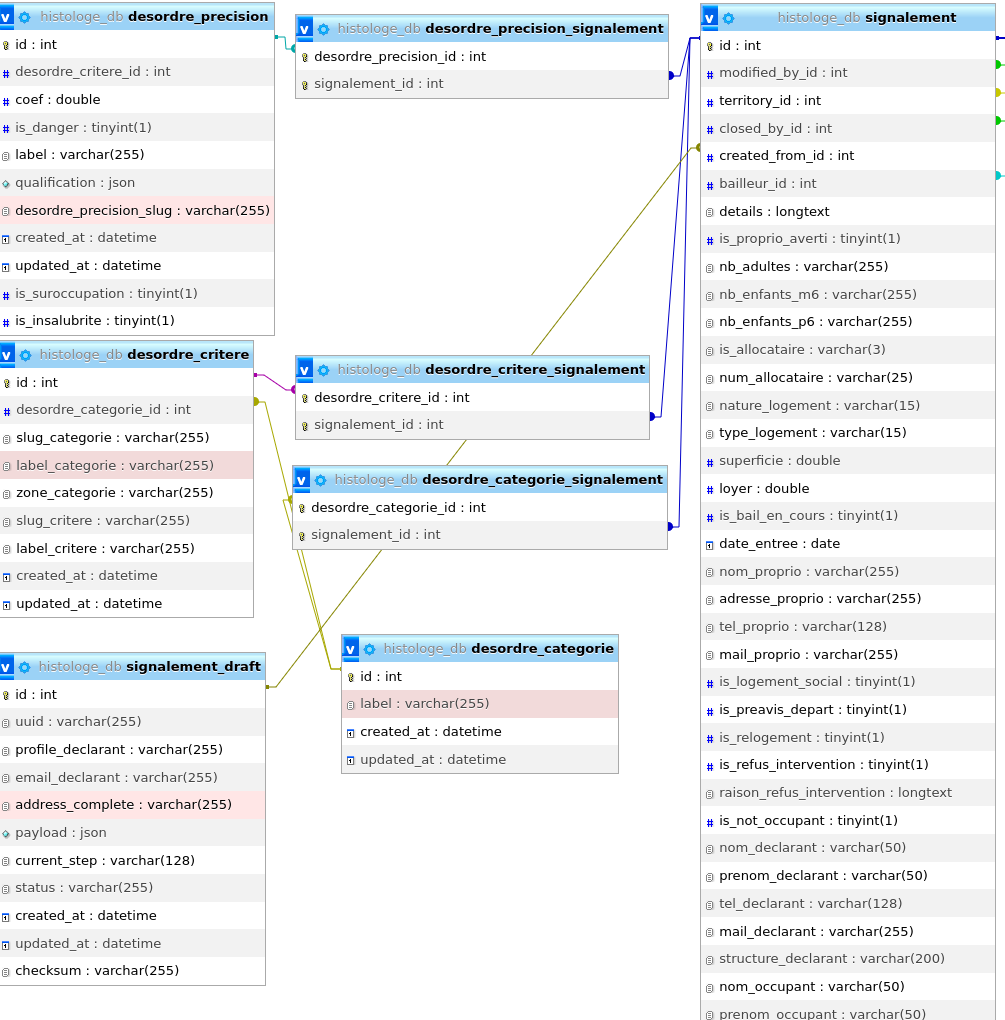 histologe_db desordre_precision
id : int
desordre_critere_id : int
coef : double
is_danger : tinyint(1)
label : varchar(255)
qualification : json
desordre_precision_slug : varchar(255)
created_at : datetime
updated_at : datetime
is_suroccupation : tinyint(1)
is_insalubrite : tinyint(1)
histologe_db desordre_critere
id : int
desordre_categorie_id : int
slug_categorie : varchar(255)
label_categorie : varchar(255)
zone_categorie : varchar(255)
slug_critere : varchar(255)
label_critere : varchar(255)
created_at : datetime
updated_at : datetime
histologe_db signalement_draft
id : int
uuid : varchar(255)
profile_declarant : varchar(255)
email_declarant : varchar(255)
address_complete : varchar(255)
payload : json
current_step : varchar(128)
status : varchar(255)
created_at : datetime
updated_at : datetime
checksum : varchar(255)
histologe_db desordre_precision_signalement
desordre_precision_id : int
signalement_id : int
histologe_db desordre_critere_signalement
desordre_critere_id : int
signalement_id : int
histologe_db desordre_categorie_signalement
desordre_categorie_id : int
signalement_id : int
histologe_db desordre_categorie
id : int
label : varchar(255)
created_at : datetime
updated_at : datetime
histologe_db signalement
id : int
modified_by_id : int
territory_id : int
closed_by_id : int
created_from_id : int
bailleur_id : int
details : longtext
is_proprio_averti : tinyint(1)
nb_adultes : varchar(255)
nb_enfants_m6 : varchar(255)
nb_enfants_p6 : varchar(255)
is_allocataire : varchar(3)
num_allocataire : varchar(25)
nature_logement : varchar(15)
type_logement : varchar(15)
superficie : double
loyer : double
is_bail_en_cours : tinyint(1)
date_entree : date
nom_proprio : varchar(255)
adresse_proprio : varchar(255)
tel_proprio : varchar(128)
mail_proprio : varchar(255)
is_logement_social : tinyint(1)
is_preavis_depart : tinyint(1)
is_relogement : tinyint(1)
is_refus_intervention : tinyint(1)
raison_refus_intervention : longtext
is_not_occupant : tinyint(1)
nom_declarant : varchar(50)
prenom_declarant : varchar(50)
tel_declarant : varchar(128)
mail_declarant : varchar(255)
structure_declarant : varchar(200)
nom_occupant : varchar(50)
prenom_occupant : varchar(50)